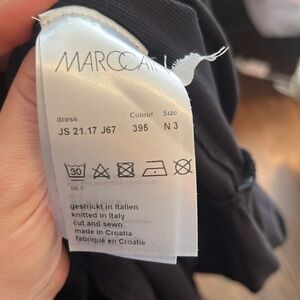 MARCCAIN
dress Colour Size
JS 21.17 J67 395 N 3
30
86 F
gestrickt in Italien
knitted in Italy
cut and sewn
made in Croatia
fabriqué en Croatie